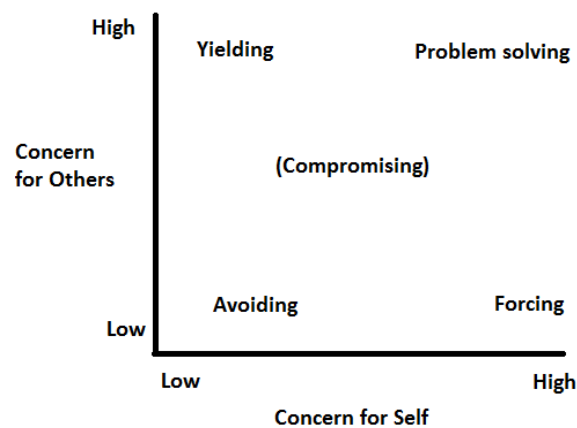 High
Yielding
Problem solving
Concern
for Others
(Compromising)
Avoiding
Forcing
Low
Low
High
Concern for Self